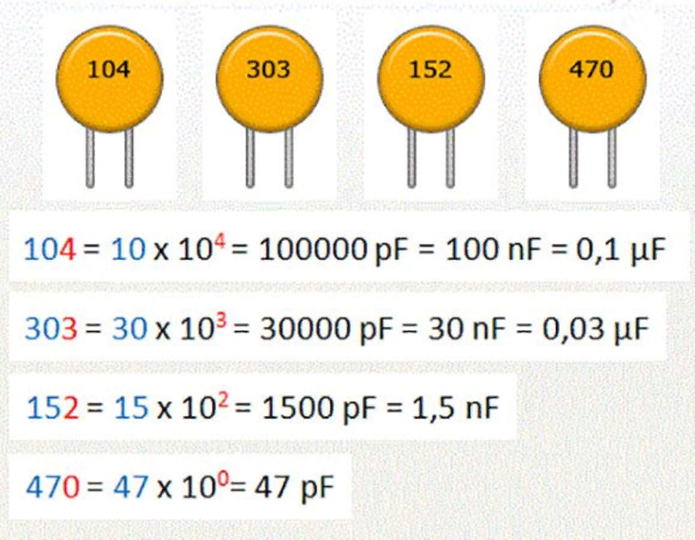 104 303 152 470
104 = 10 x 10⁴ = 100000 pF = 100 nF = 0,1 µF
303 = 30 x 10³ = 30000 pF = 30 nF = 0,03 µF
152 = 15 x 10² = 1500 pF = 1,5 nF
470 = 47 x 10⁰= 47 pF